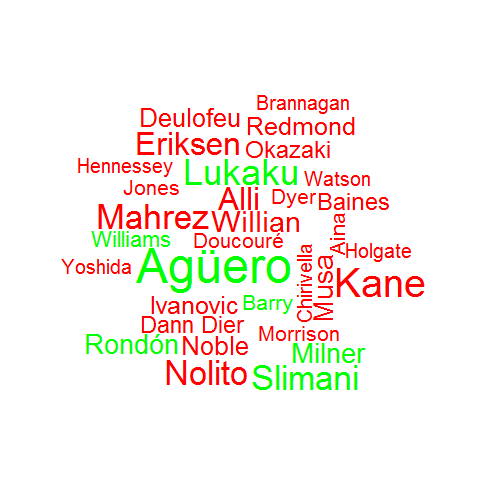 Brannagan
Deulofeu Redmond
Eriksen Okazaki
Hennessey Lukaku Watson
Jones Alli Dyer Baines
Mahrez Willian Aina
Williams Doucouré Holgate
Yoshida Agüero Chirivella Musa Kane
Ivanovic Barry
Dann Dier Morrison
Rondón Noble Milner
Nolito Slimani